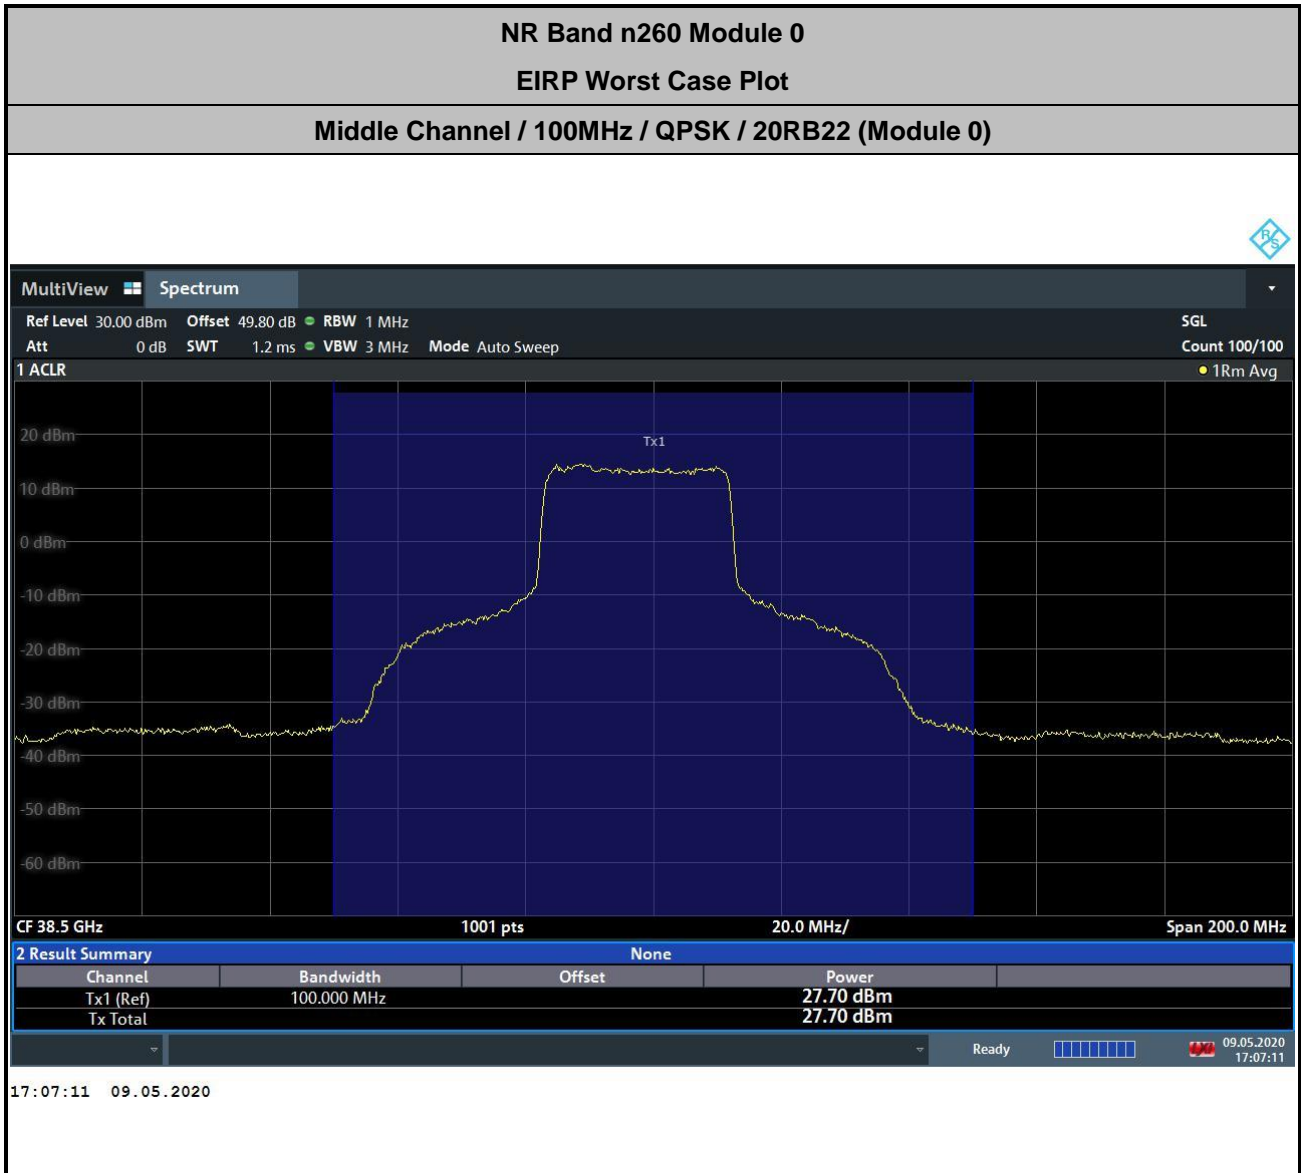 NR Band n260 Module 0
EIRP Worst Case Plot
Middle Channel / 100MHz / QPSK / 20RB22 (Module 0)
R&S
MultiView Spectrum
Ref Level 30.00 dBm Offset 49.80 dB RBW 1 MHz SGL
Att 0 dB SWT 1.2 ms VBW 3 MHz Mode Auto Sweep Count 100/100
1 ACLR 1Rm Avg
20 dBm
Tx1
10 dBm
0 dBm
-10 dBm
-20 dBm
-30 dBm
-40 dBm
-50 dBm
-60 dBm
CF 38.5 GHz 1001 pts 20.0 MHz/ Span 200.0 MHz
2 Result Summary None
Channel Bandwidth Offset Power
Tx1 (Ref) 100.000 MHz 27.70 dBm
Tx Total 27.70 dBm
Ready 09.05.2020
17:07:11
17:07:11 09.05.2020